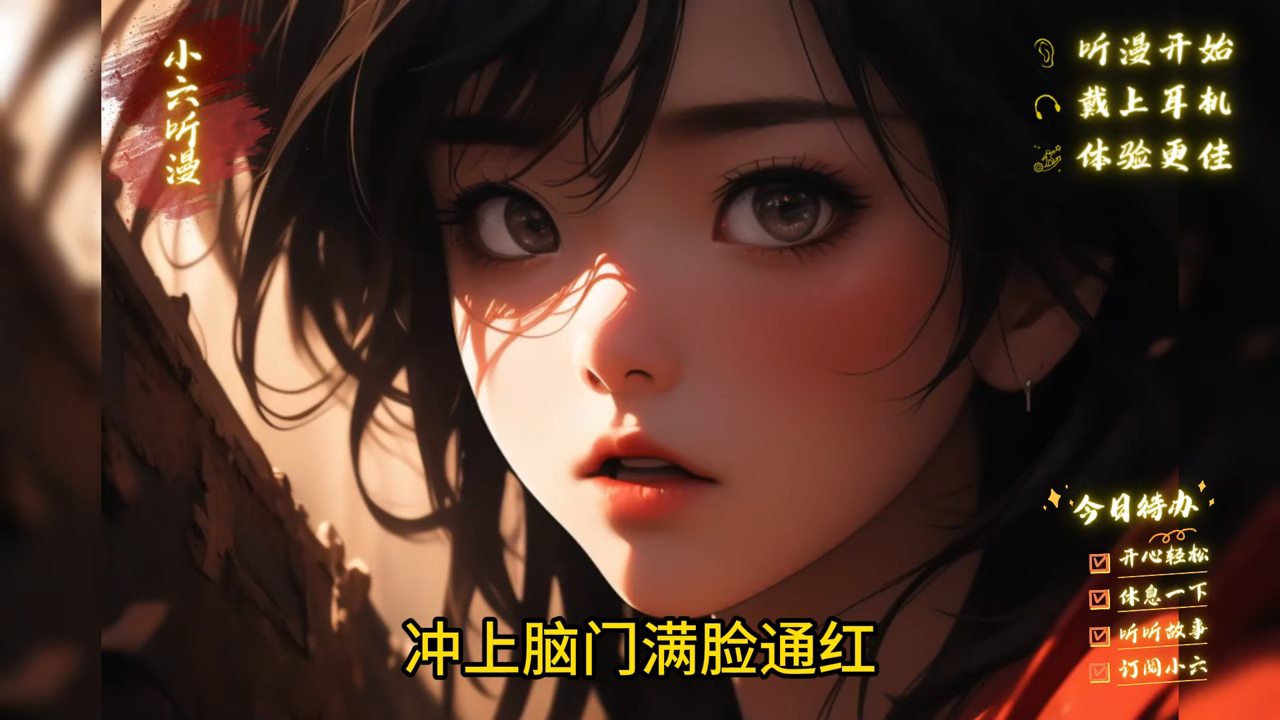 小六听漫
听漫开始
戴上耳机
体验更佳
今日待办
开心轻松
休息一下
听听故事
订阅小六
冲上脑门满脸通红